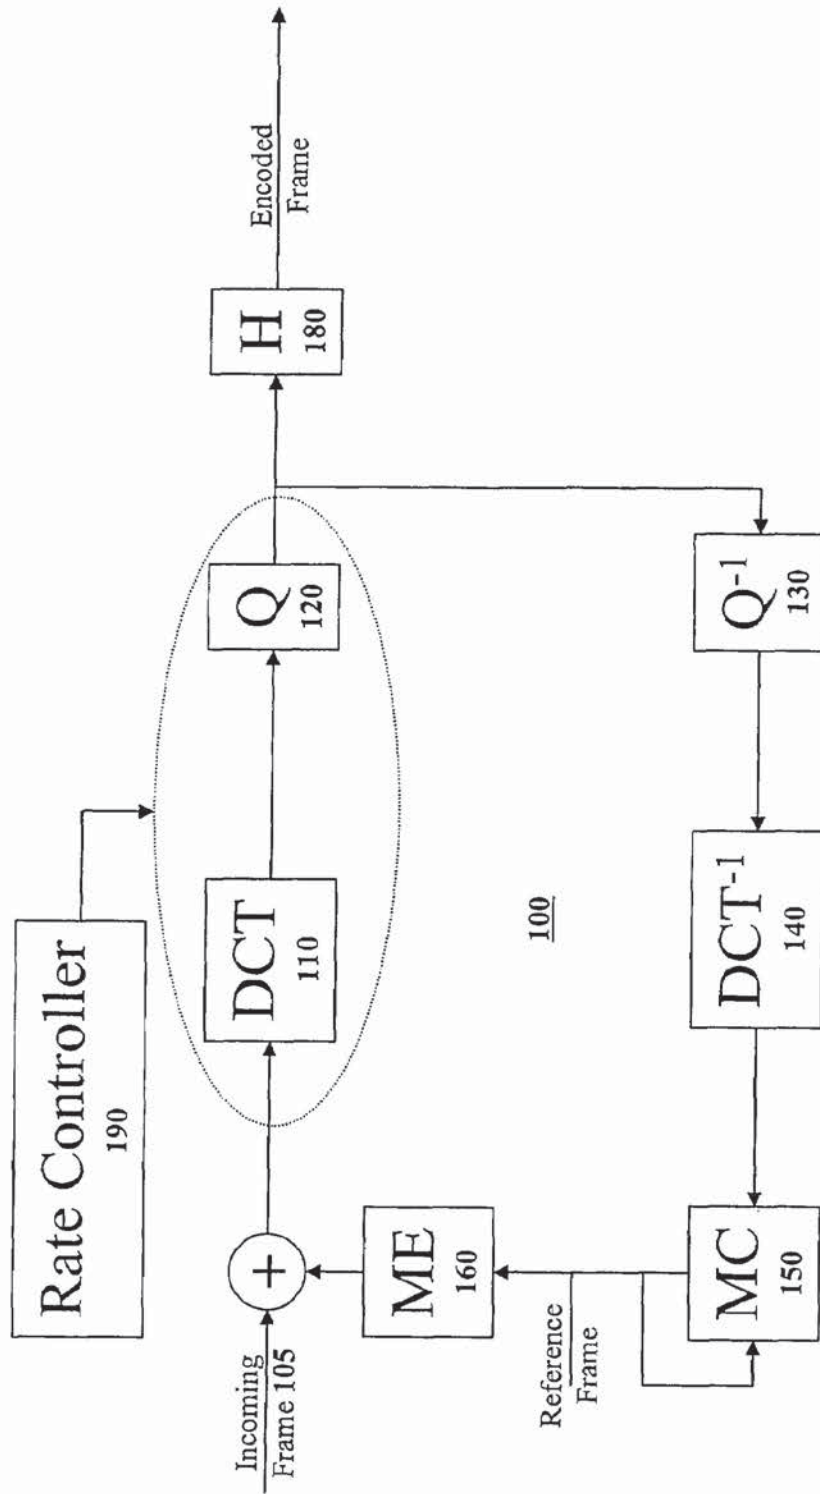 Rate Controller
190
Incoming
Frame 105
+
DCT
110
Q
120
H
180
Encoded
Frame
ME
160
100
Reference
Frame
MC
150
DCT-1
140
Q-1
130